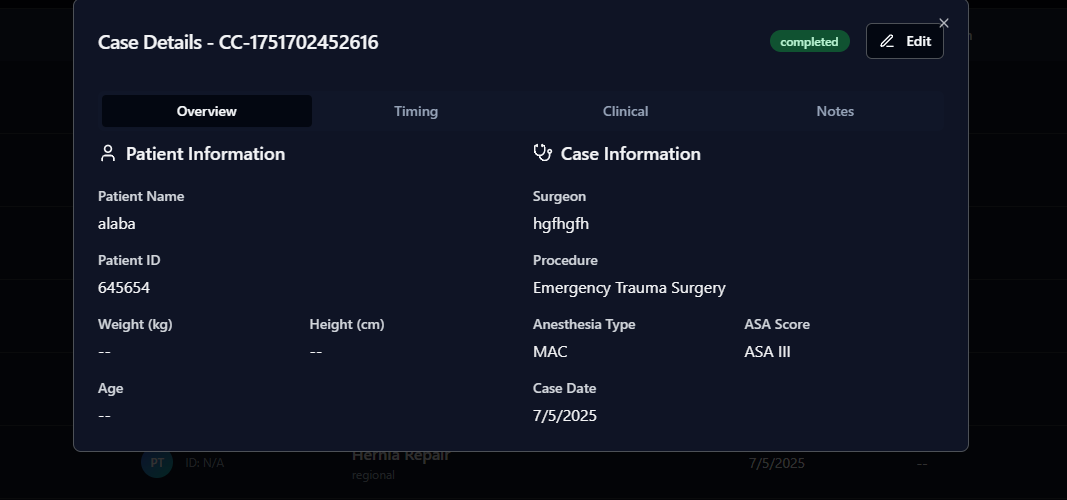 Case Details - CC-1751702452616
completed
Edit
Overview Timing Clinical Notes
Patient Information
Patient Name
alaba
Patient ID
645654
Weight (kg) Height (cm)
-- --
Age
--
Case Information
Surgeon
hgfhgfh
Procedure
Emergency Trauma Surgery
Anesthesia Type ASA Score
MAC ASA III
Case Date
7/5/2025
PT ID: N/A Hernia Repair 7/5/2025 --
regional